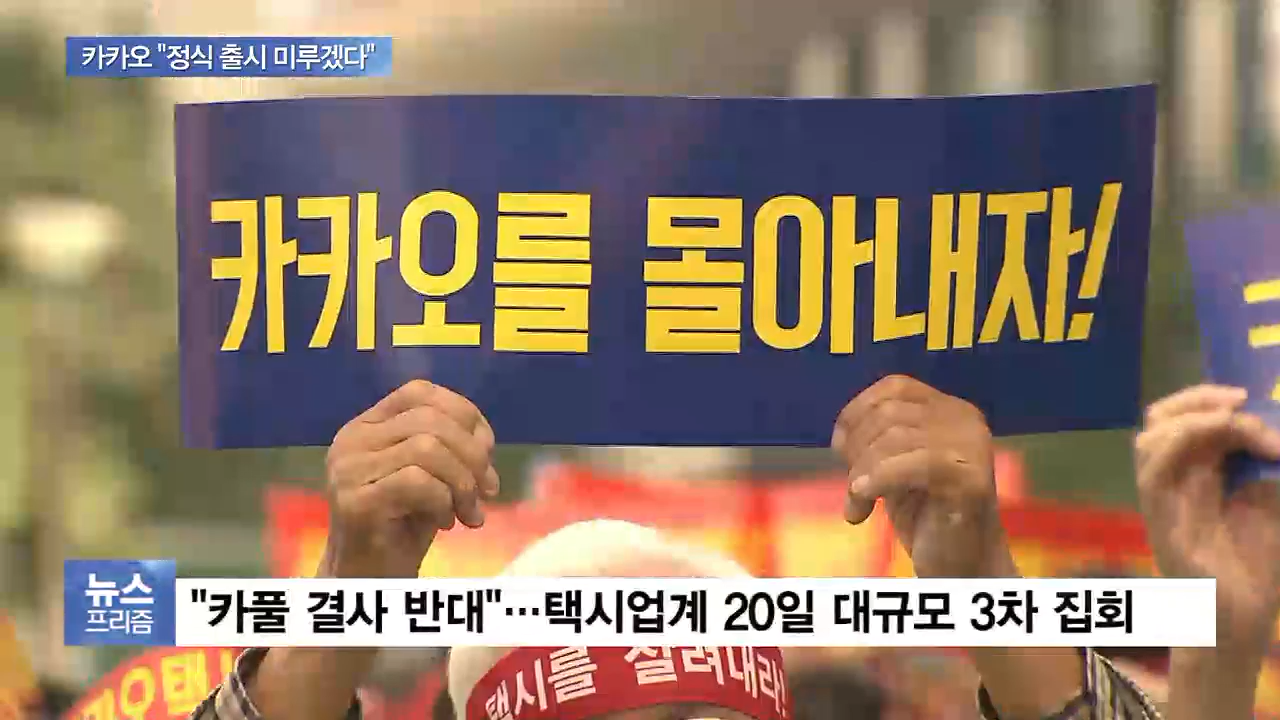 카카오 "정식 출시 미루겠다"
카카오를 몰아내자!
뉴스
프리즘
"카풀 결사 반대"…택시업계 20일 대규모 3차 집회
택시를 살려내라!